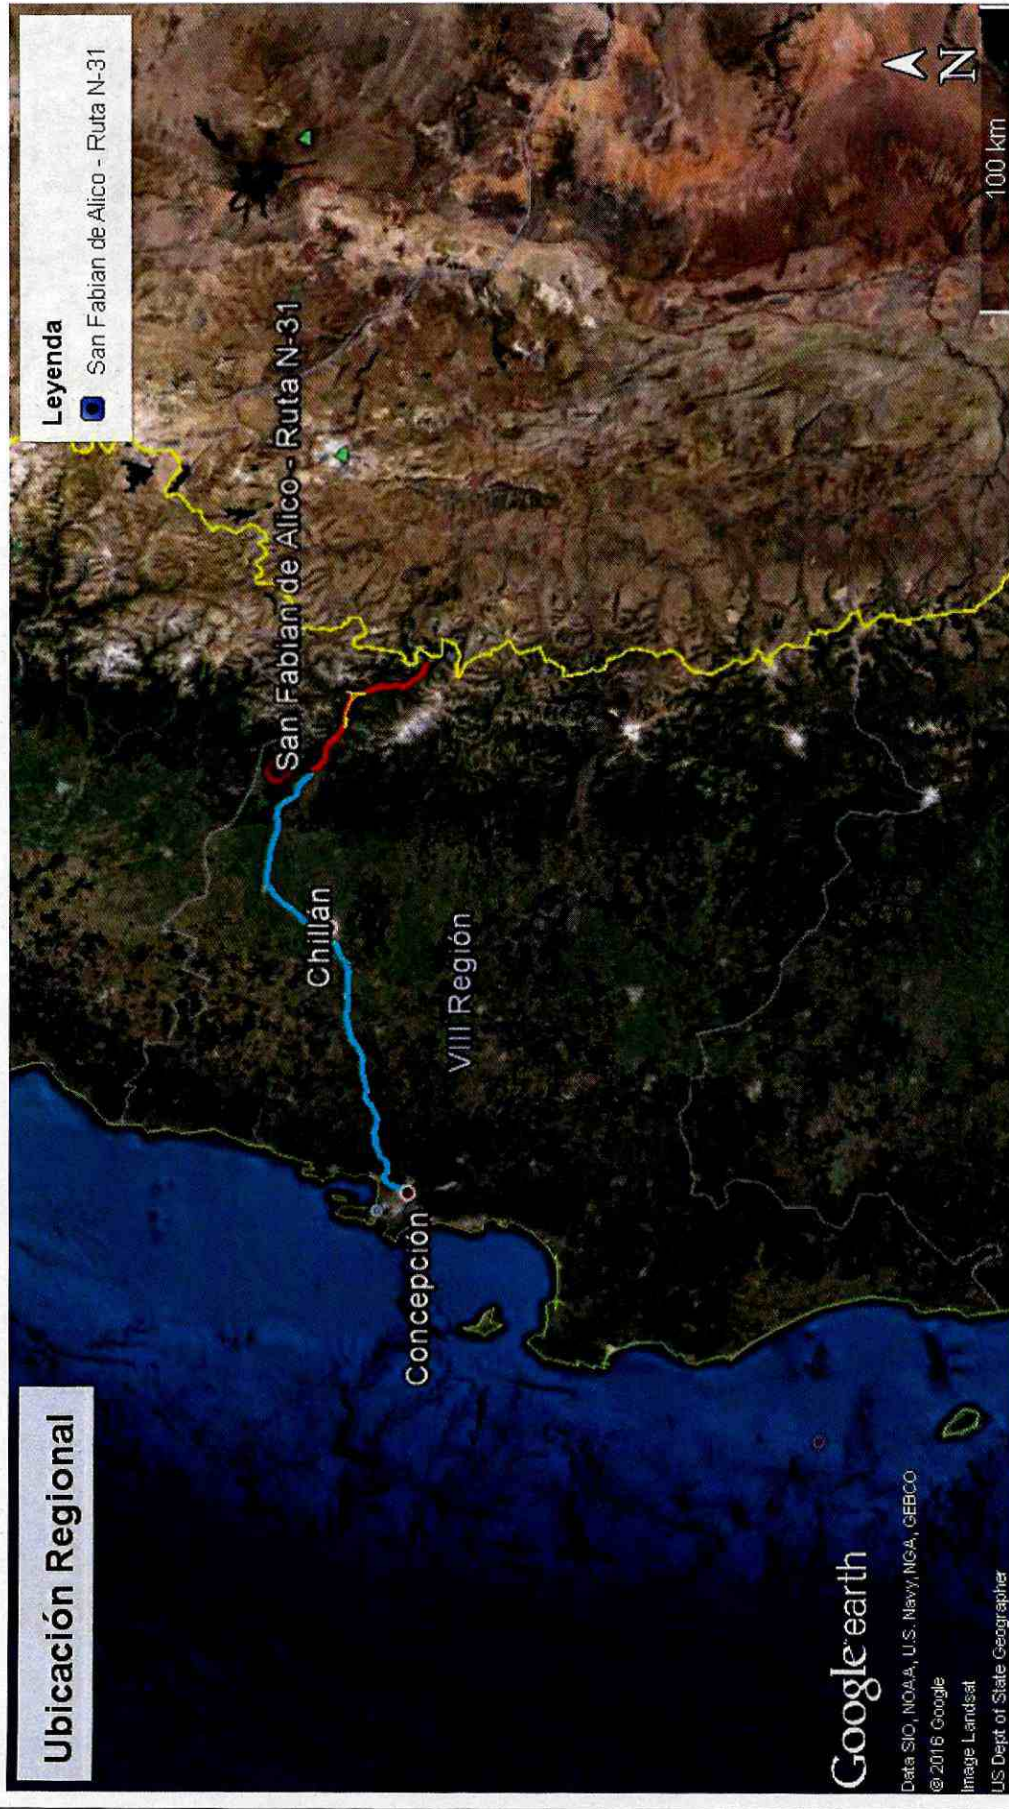 Ubicación Regional
Leyenda
San Fabian de Alico - Ruta N-31
San Fabian de Alico - Ruta N-31
Chillán
Concepción
VIII Región
Google earth
Data SIO, NOAA, U.S. Navy, NGA, GEBCO
© 2016 Google
Image Landsat
US Dept of State Geographer
N
100 km